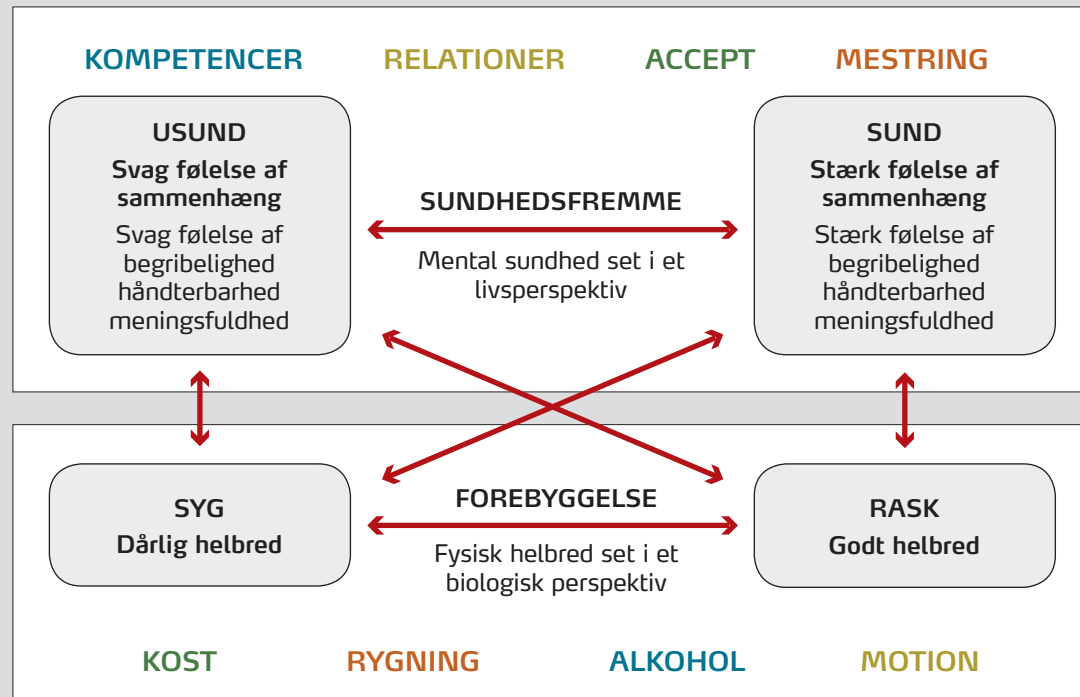 KOMPETENCER RELATIONER ACCEPT MESTRING
USUND
Svag følelse af
sammenhæng
Svag følelse af
begribelighed
håndterbarhed
meningsfuldhed
SUNDHEDSFREMME
Mental sundhed set i et
livsperspektiv
SUND
Stærk følelse af
sammenhæng
Stærk følelse af
begribelighed
håndterbarhed
meningsfuldhed
SYG
Dårlig helbred
FOREBYGGELSE
Fysisk helbred set i et
biologisk perspektiv
RASK
Godt helbred
KOST RYGNING ALKOHOL MOTION